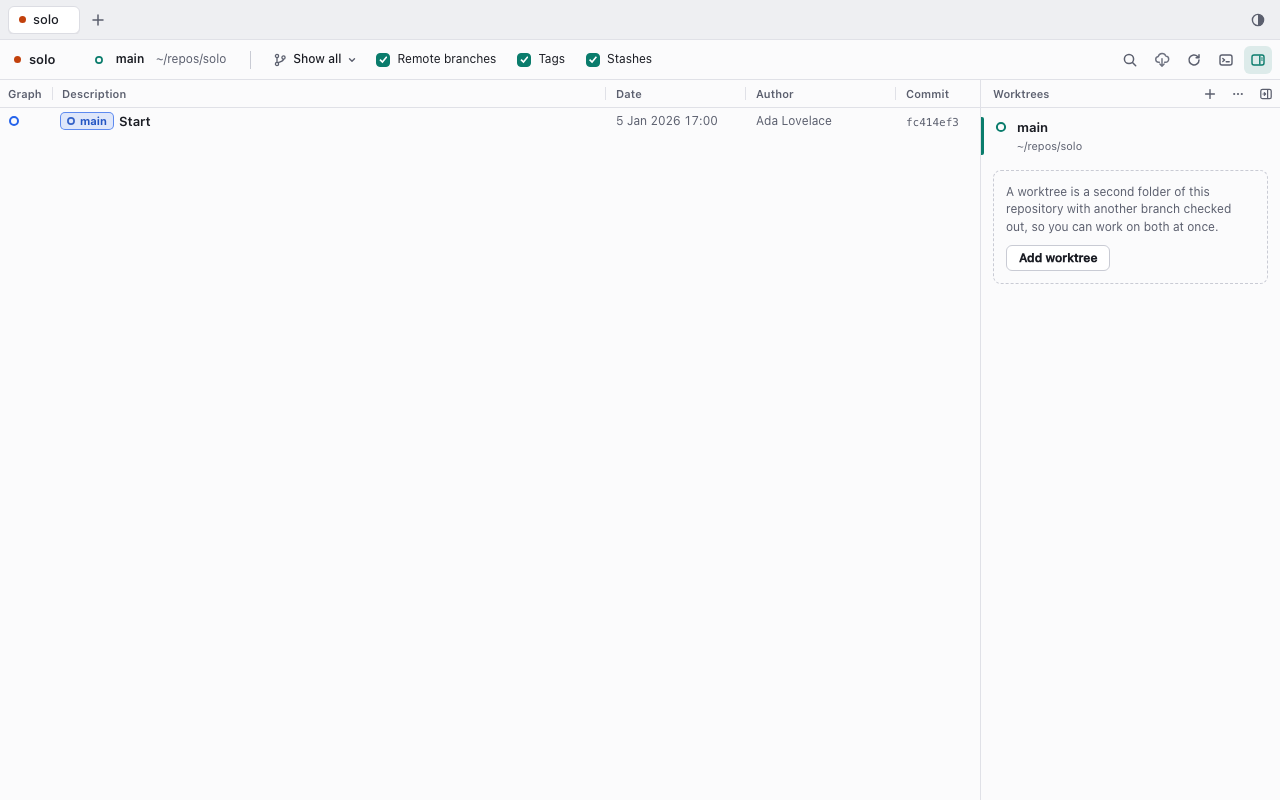 solo
solo main ~/repos/solo Show all Remote branches Tags Stashes
Graph Description Date Author Commit Worktrees
main Start 5 Jan 2026 17:00 Ada Lovelace fc414ef3
main
~/repos/solo
A worktree is a second folder of this
repository with another branch checked
out, so you can work on both at once.
Add worktree